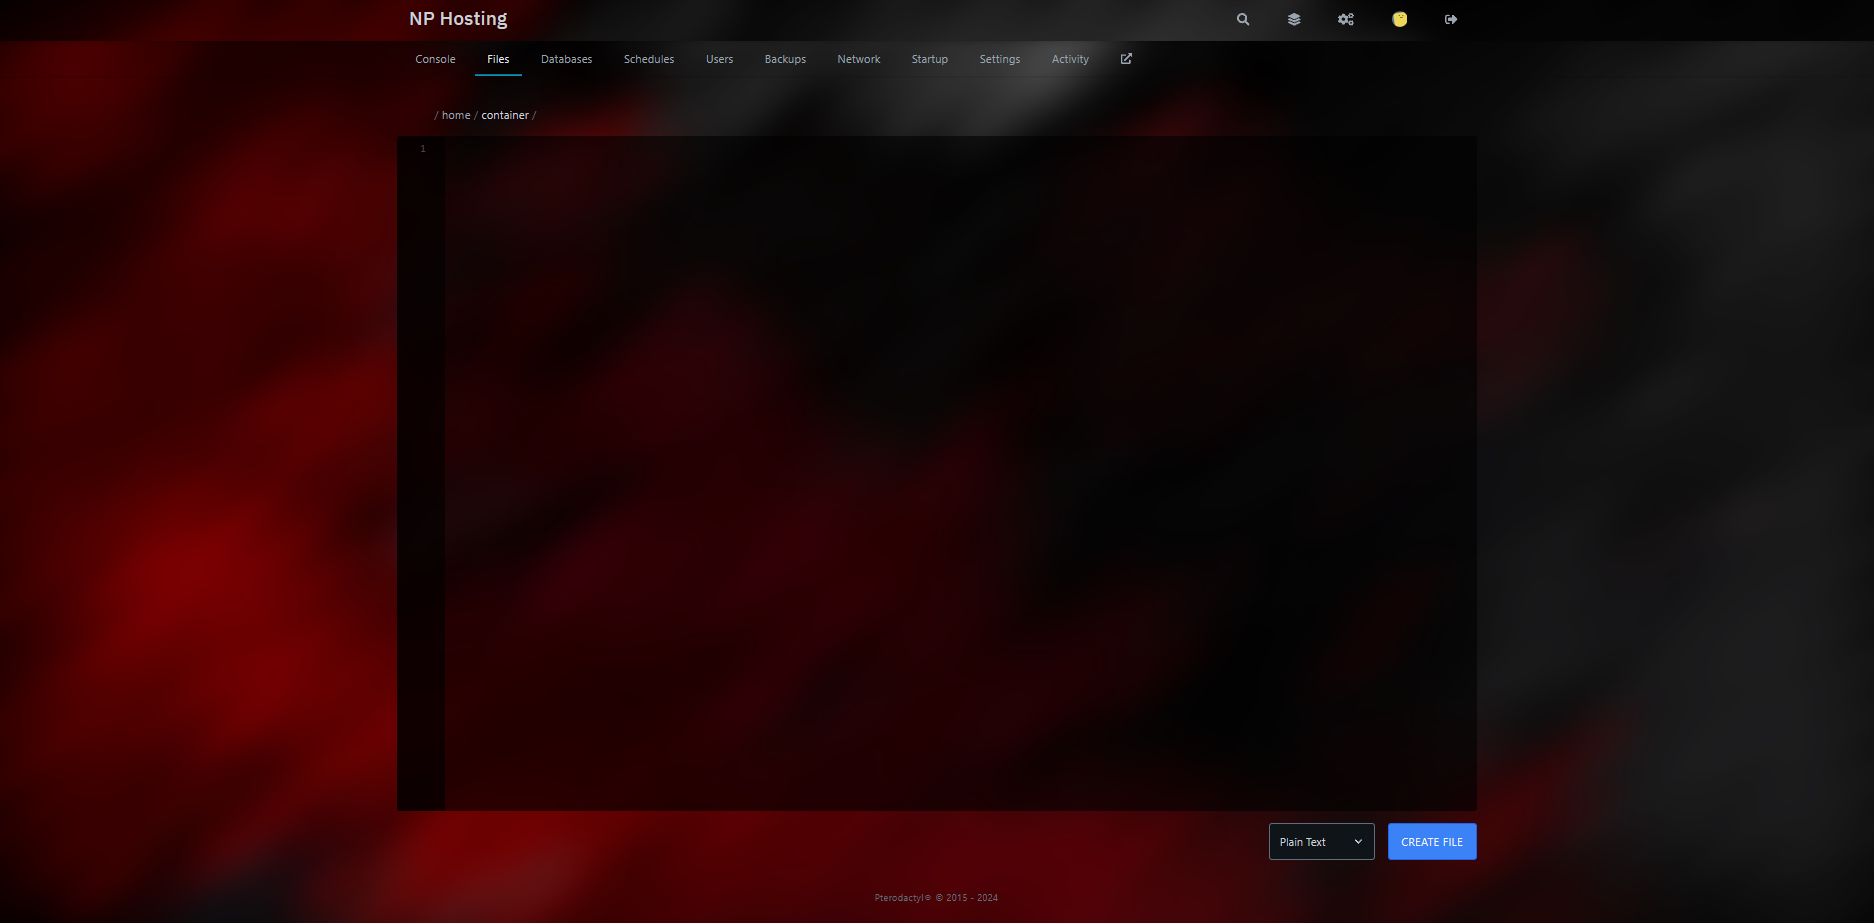 NP Hosting
Console Files Databases Schedules Users Backups Network Startup Settings Activity
/ home / container /
1
Plain Text CREATE FILE
Pterodactyl® © 2015 - 2024